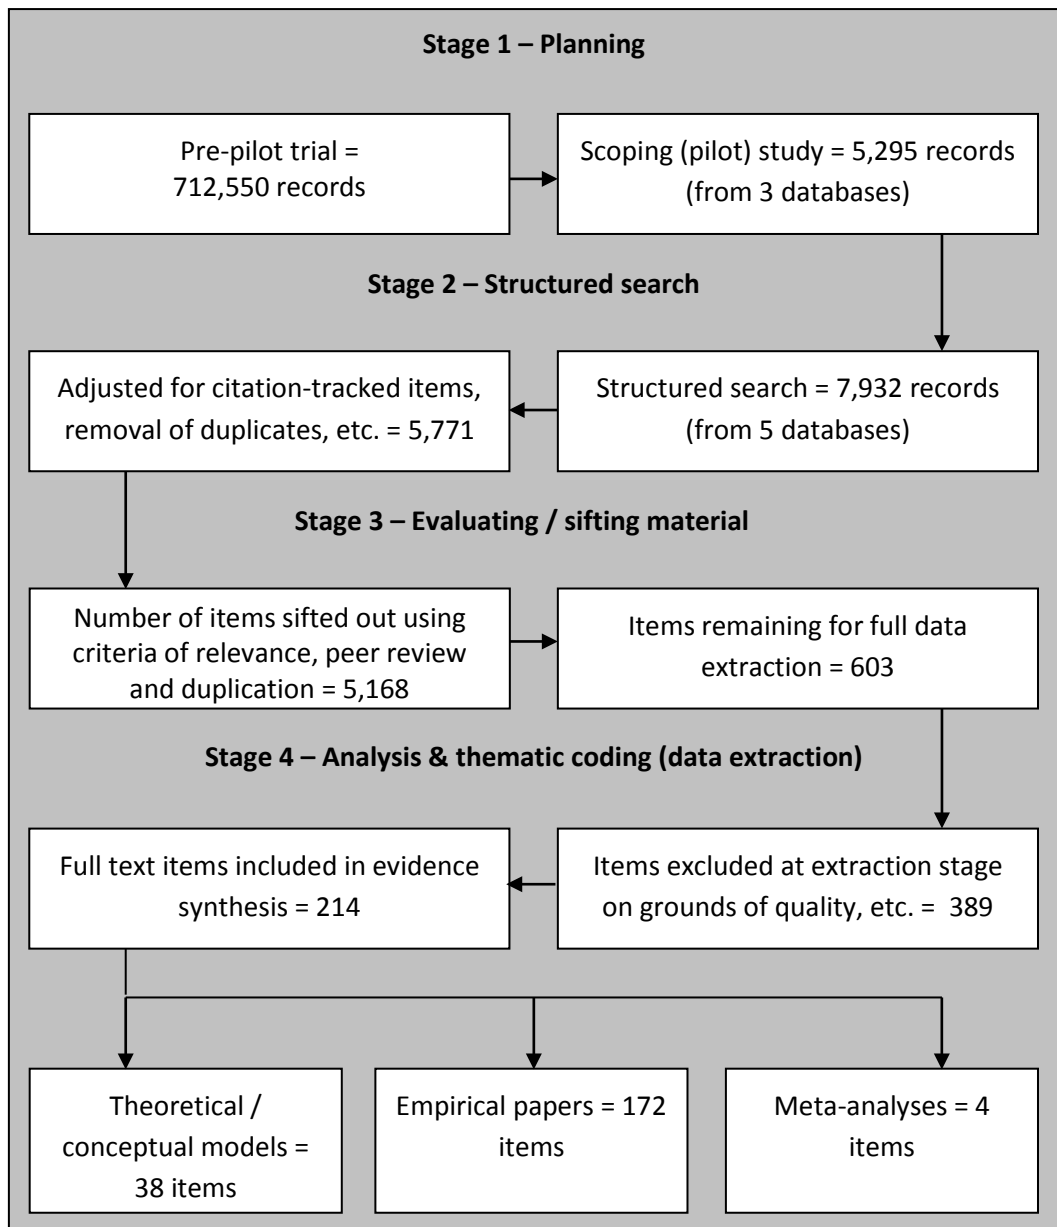 Stage 1 – Planning
Pre-pilot trial =
712,550 records
Scoping (pilot) study = 5,295 records
(from 3 databases)
Stage 2 – Structured search
Adjusted for citation-tracked items,
removal of duplicates, etc. = 5,771
Structured search = 7,932 records
(from 5 databases)
Stage 3 – Evaluating / sifting material
Number of items sifted out using
criteria of relevance, peer review
and duplication = 5,168
Items remaining for full data
extraction = 603
Stage 4 – Analysis & thematic coding (data extraction)
Full text items included in evidence
synthesis = 214
Items excluded at extraction stage
on grounds of quality, etc. =  389
Theoretical /
conceptual models =
38 items
Empirical papers = 172
items
Meta-analyses = 4
items